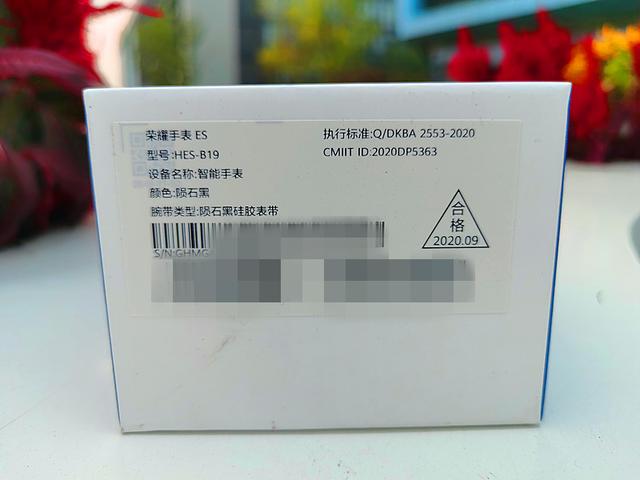 荣耀手表 ES
型号:HES-B19
设备名称:智能手表
颜色:陨石黑
腕带类型:陨石黑硅胶表带
S/N:GHMG
执行标准:Q/DKBA 2553-2020
CMIIT ID:2020DP5363
合
格
2020.09